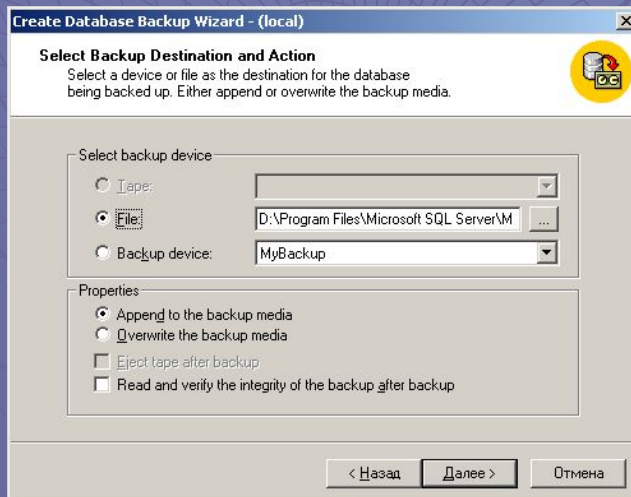 Create Database Backup Wizard - (local)
Select Backup Destination and Action
Select a device or file as the destination for the database
being backed up. Either append or overwrite the backup media.
Select backup device
Tape:
File: D:\Program Files\Microsoft SQL Server\M ...
Backup device: MyBackup
Properties
Append to the backup media
Overwrite the backup media
Eject tape after backup
Read and verify the integrity of the backup after backup
< Назад Далее > Отмена